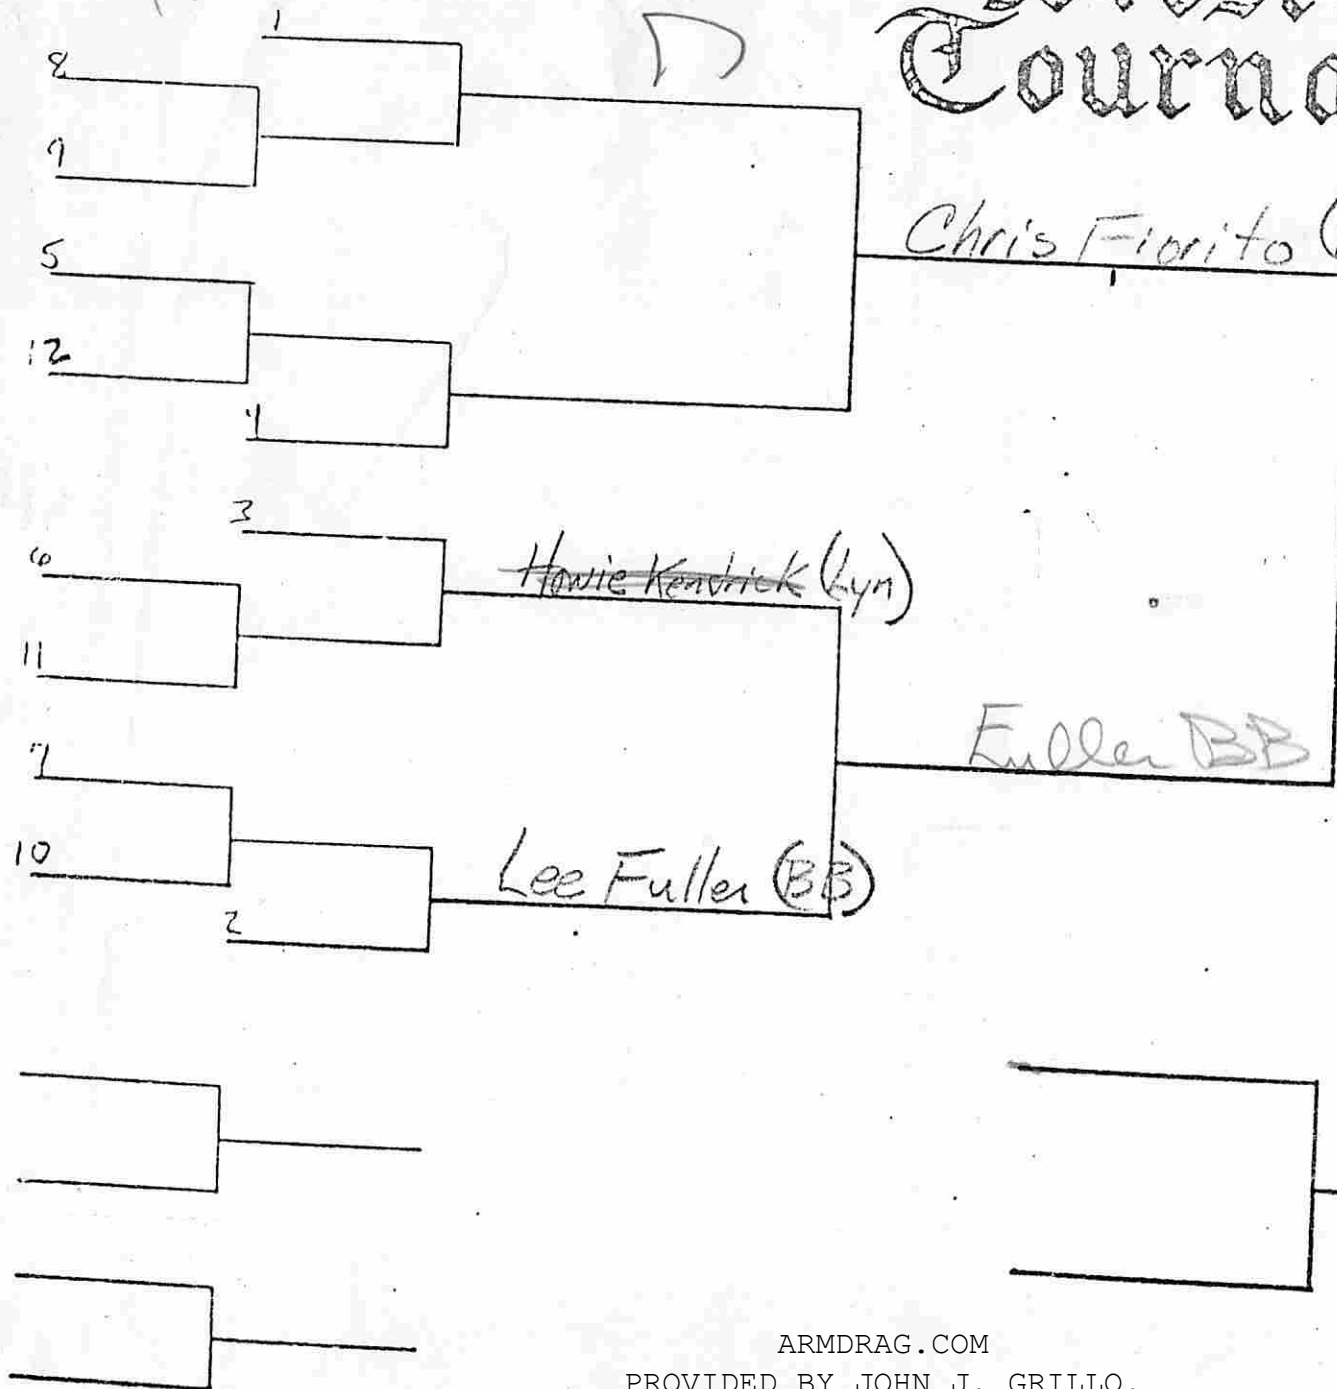 Tourna
1
8
9
5
Chris Fiorito (
12
4
3
6
Howie Kendrick (Lyn)
11
7
Fuller BB
10
Lee Fuller (BB)
2
ARMDRAG.COM
PROVIDED BY JOHN J. GRILLO.